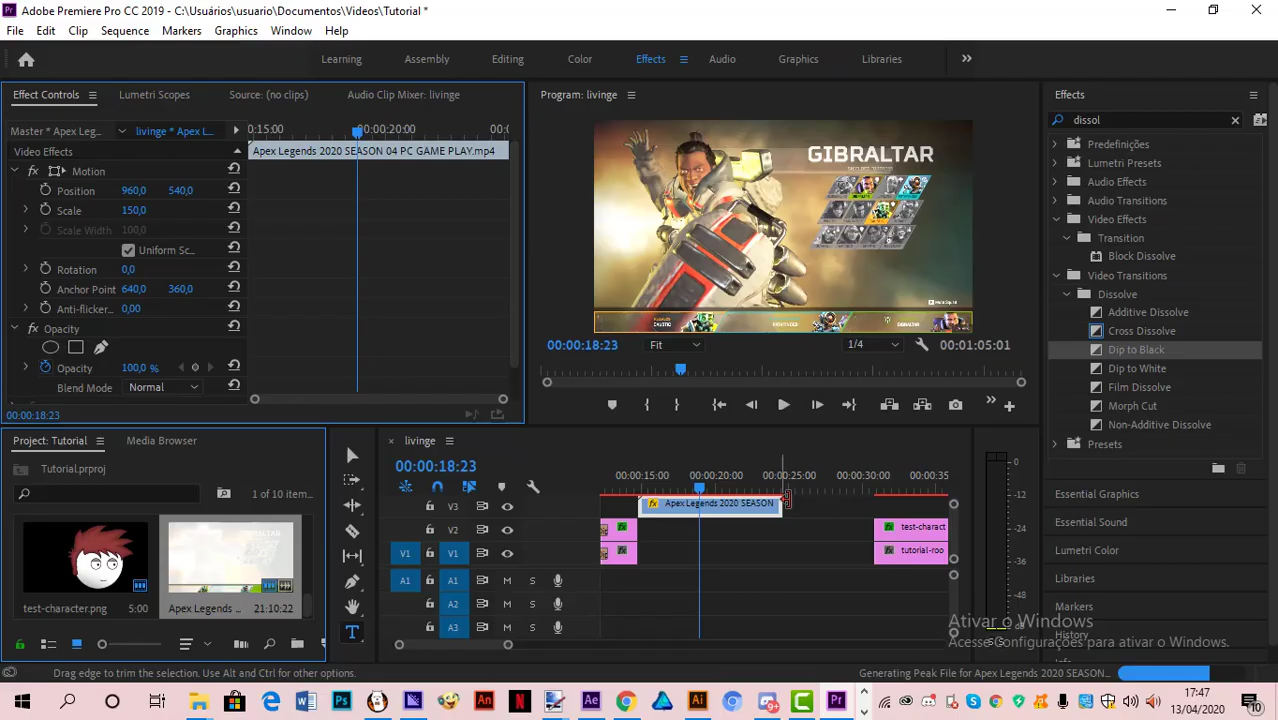 Adobe Premiere Pro CC 2019 - C:\Usuários\usuario\Documentos\Videos\Tutorial *
File Edit Clip Sequence Markers Graphics Window Help
Learning Assembly Editing Color Effects Audio Graphics Libraries
Effect Controls Lumetri Scopes Source: (no clips) Audio Clip Mixer: livinge
Master * Apex Leg... livinge * Apex L...
:15:00 00:00:20:00 00:(
Video Effects
Apex Legends 2020 SEASON 04 PC GAME PLAY.mp4
Motion
Position 960,0 540,0
Scale 150,0
Scale Width 100,0
Uniform Sc...
Rotation 0,0
Anchor Point 640,0 360,0
Anti-flicker... 0,00
Opacity
Opacity 100,0 %
Blend Mode Normal
00:00:18:23
Program: livinge
GIBRALTAR
00:00:18:23 Fit 1/4 00:01:05:01
Effects
dissol
Predefinições
Lumetri Presets
Audio Effects
Audio Transitions
Video Effects
Transition
Block Dissolve
Video Transitions
Dissolve
Additive Dissolve
Cross Dissolve
Dip to Black
Dip to White
Film Dissolve
Morph Cut
Non-Additive Dissolve
Presets
Essential Graphics
Essential Sound
Lumetri Color
Libraries
Markers
History
Project: Tutorial Media Browser
Tutorial.prproj
1 of 10 item...
test-character.png 5:00
Apex Legends ... 21:10:22
livinge
00:00:18:23
00:00:15:00 00:00:20:00 00:00:25:00 00:00:30:00 00:00:35
V3
Apex Legends 2020 SEASON
V2
test-charact
V1 V1
tutorial-roo
A1 A1 M S
A2 M S
A3 M S
0
-12
-24
-36
-48
S S
Ativar o Windows
Acesse Configurações para ativar o Windows.
Drag edge to trim the selection. Use Alt and Ctrl for other options.
Generating Peak File for Apex Legends 2020 SEASON...
17:47
13/04/2020